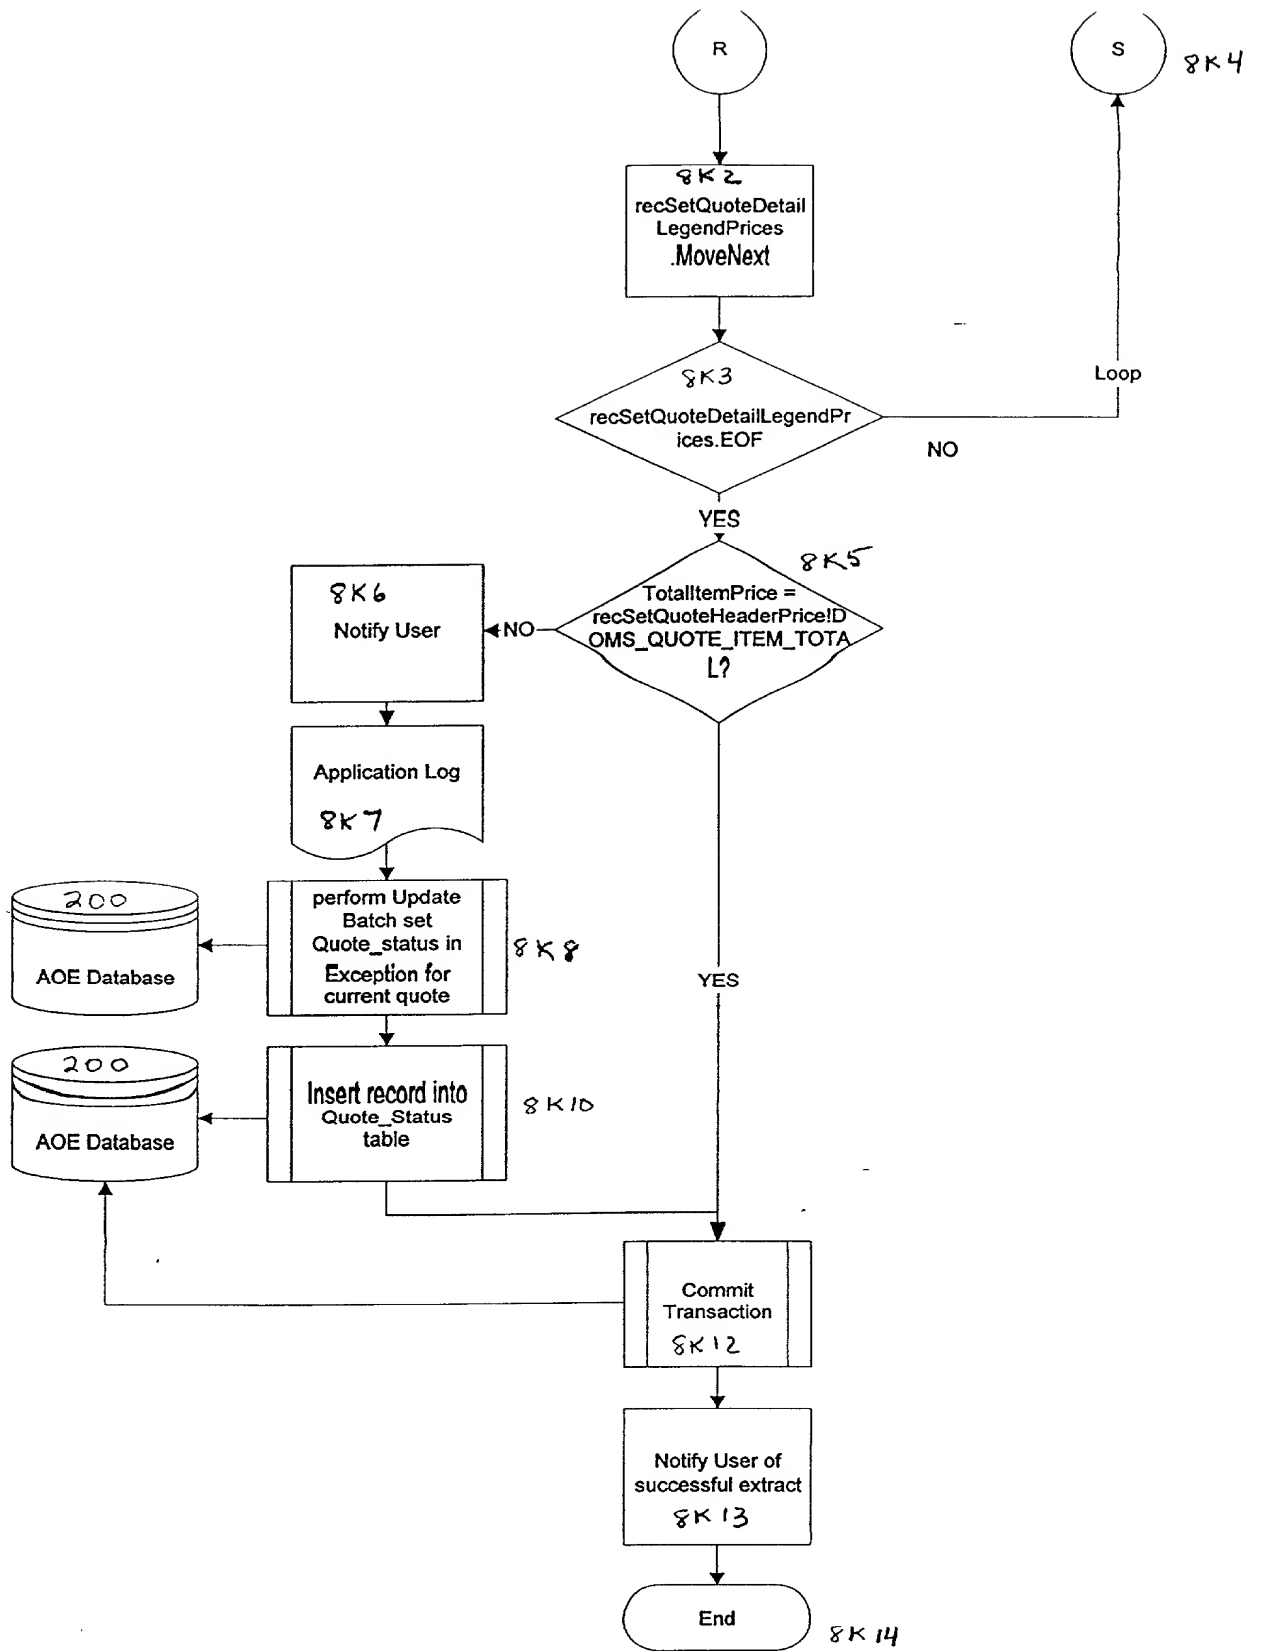 R
S
8K4
8K2
recSetQuoteDetail
LegendPrices
.MoveNext
Loop
8K3
recSetQuoteDetailLegendPr
ices.EOF
NO
YES
8K5
TotalItemPrice =
recSetQuoteHeaderPrice!D
OMS_QUOTE_ITEM_TOTA
L?
NO
8K6
Notify User
Application Log
8K7
200
AOE Database
perform Update
Batch set
Quote_status in
Exception for
current quote
8K8
YES
200
AOE Database
Insert record into
Quote_Status
table
8K10
Commit
Transaction
8K12
Notify User of
successful extract
8K13
End
8K14